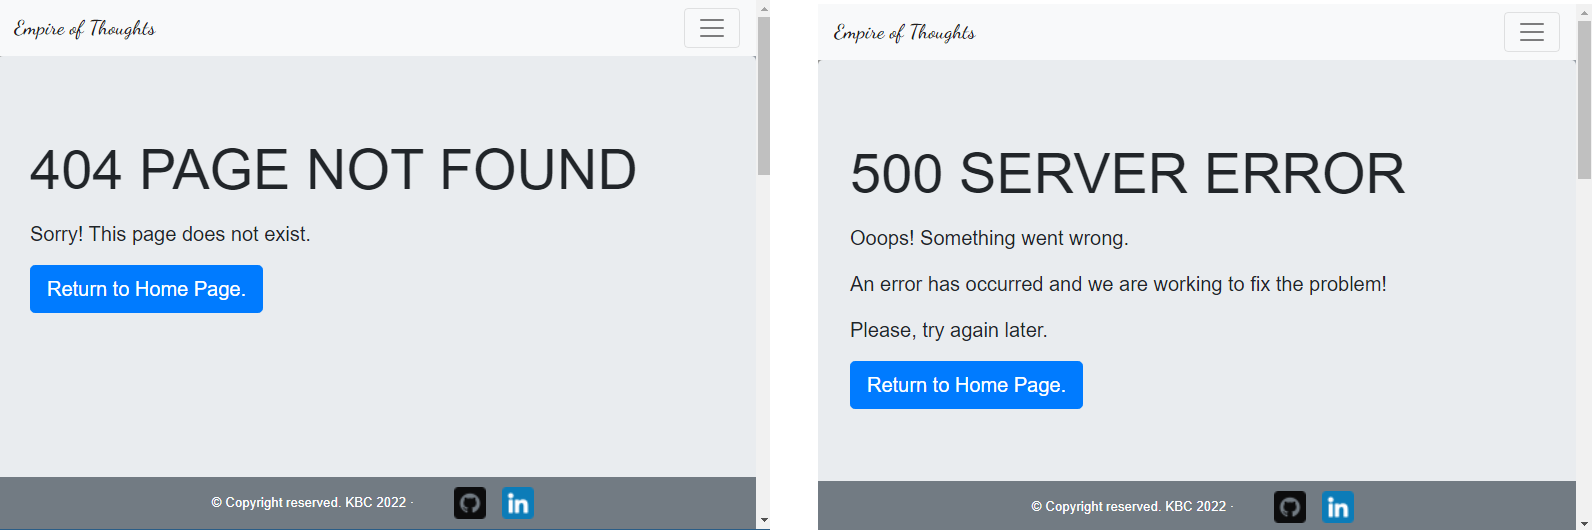 Empire of Thoughts
404 PAGE NOT FOUND
Sorry! This page does not exist.
Return to Home Page.
© Copyright reserved. KBC 2022 ·
in
Empire of Thoughts
500 SERVER ERROR
Ooops! Something went wrong.
An error has occurred and we are working to fix the problem!
Please, try again later.
Return to Home Page.
© Copyright reserved. KBC 2022 ·
in